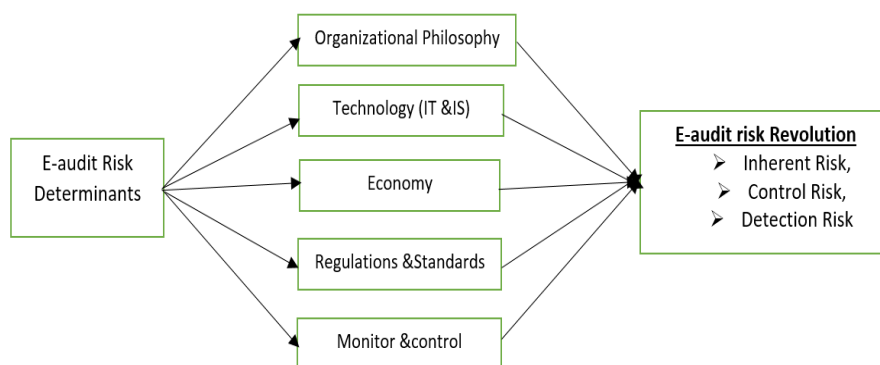 E-audit Risk
Determinants
Organizational Philosophy
Technology (IT &IS)
Economy
Regulations &Standards
Monitor &control
E-audit risk Revolution
➢ Inherent Risk,
➢ Control Risk,
➢ Detection Risk